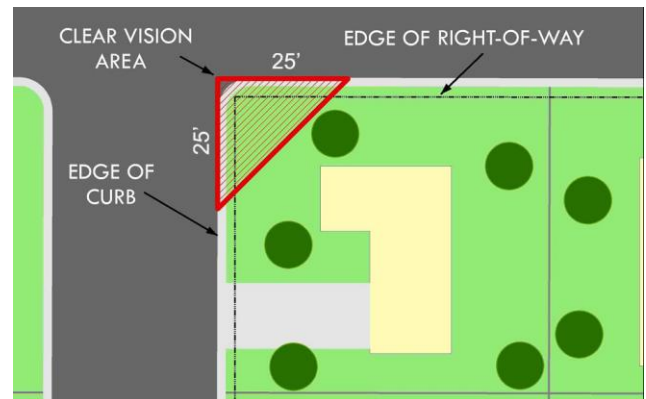 CLEAR VISION
AREA
25’
EDGE OF RIGHT-OF-WAY
25’
EDGE OF
CURB